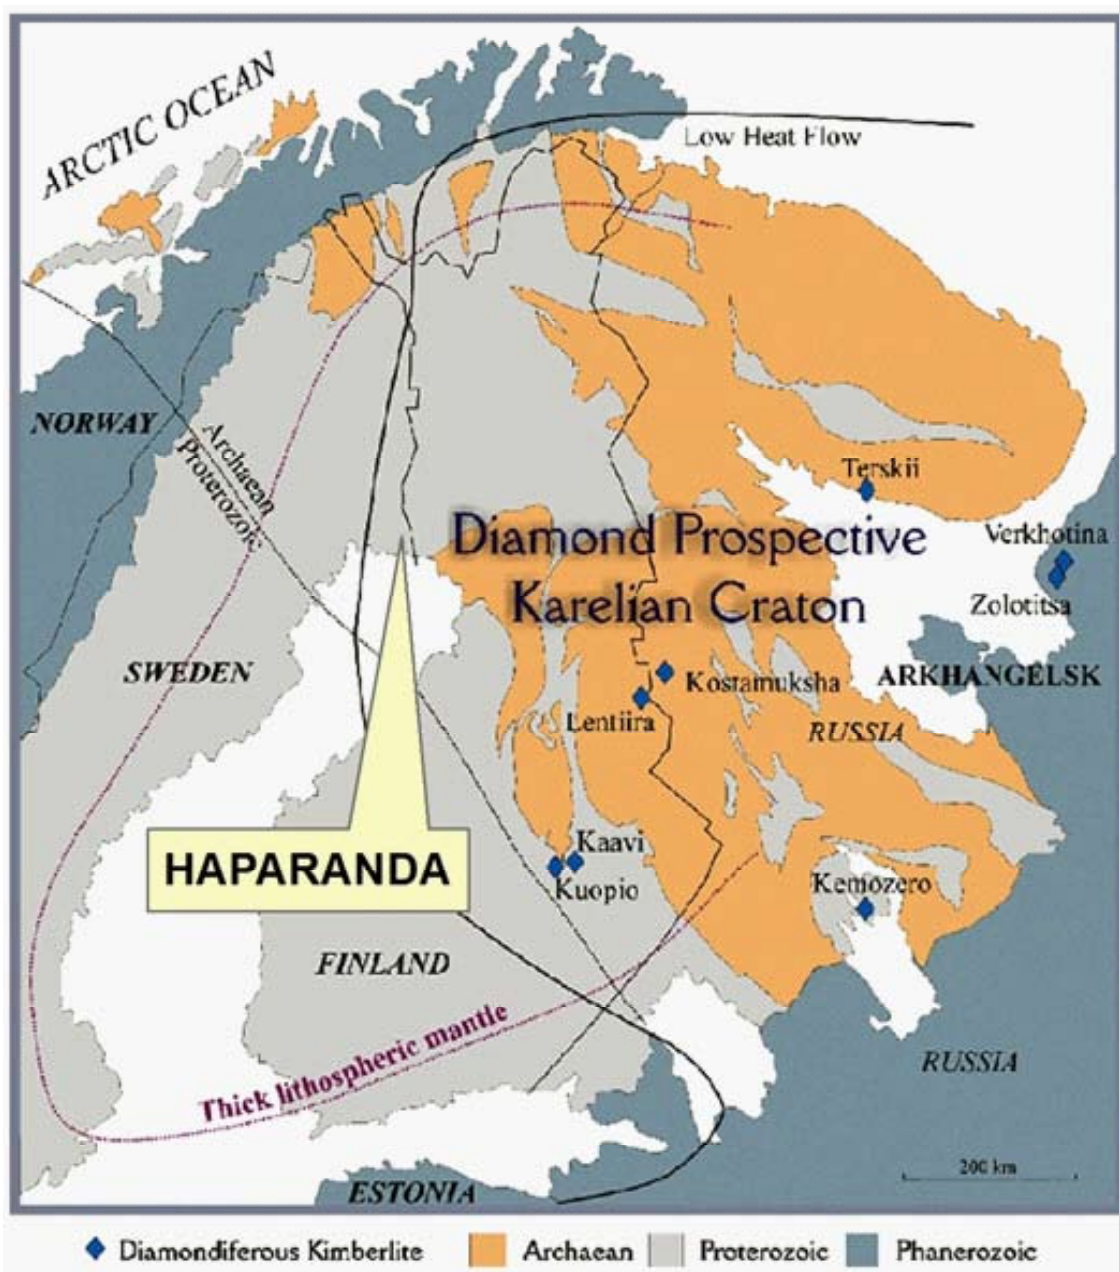 ARCTIC OCEAN
Low Heat Flow
NORWAY
Archaean
Proterozoic
Terskii
Diamond Prospective
Karelian Craton
Verkhotina
Zolotitsa
SWEDEN
Kostamuksha
ARKHANGELSK
Lentiira
RUSSIA
HAPARANDA
Kaavi
Kuopio
Kemozero
FINLAND
Thick lithospheric mantle
RUSSIA
200 km
ESTONIA
Diamondiferous Kimberlite Archaean Proterozoic Phanerozoic